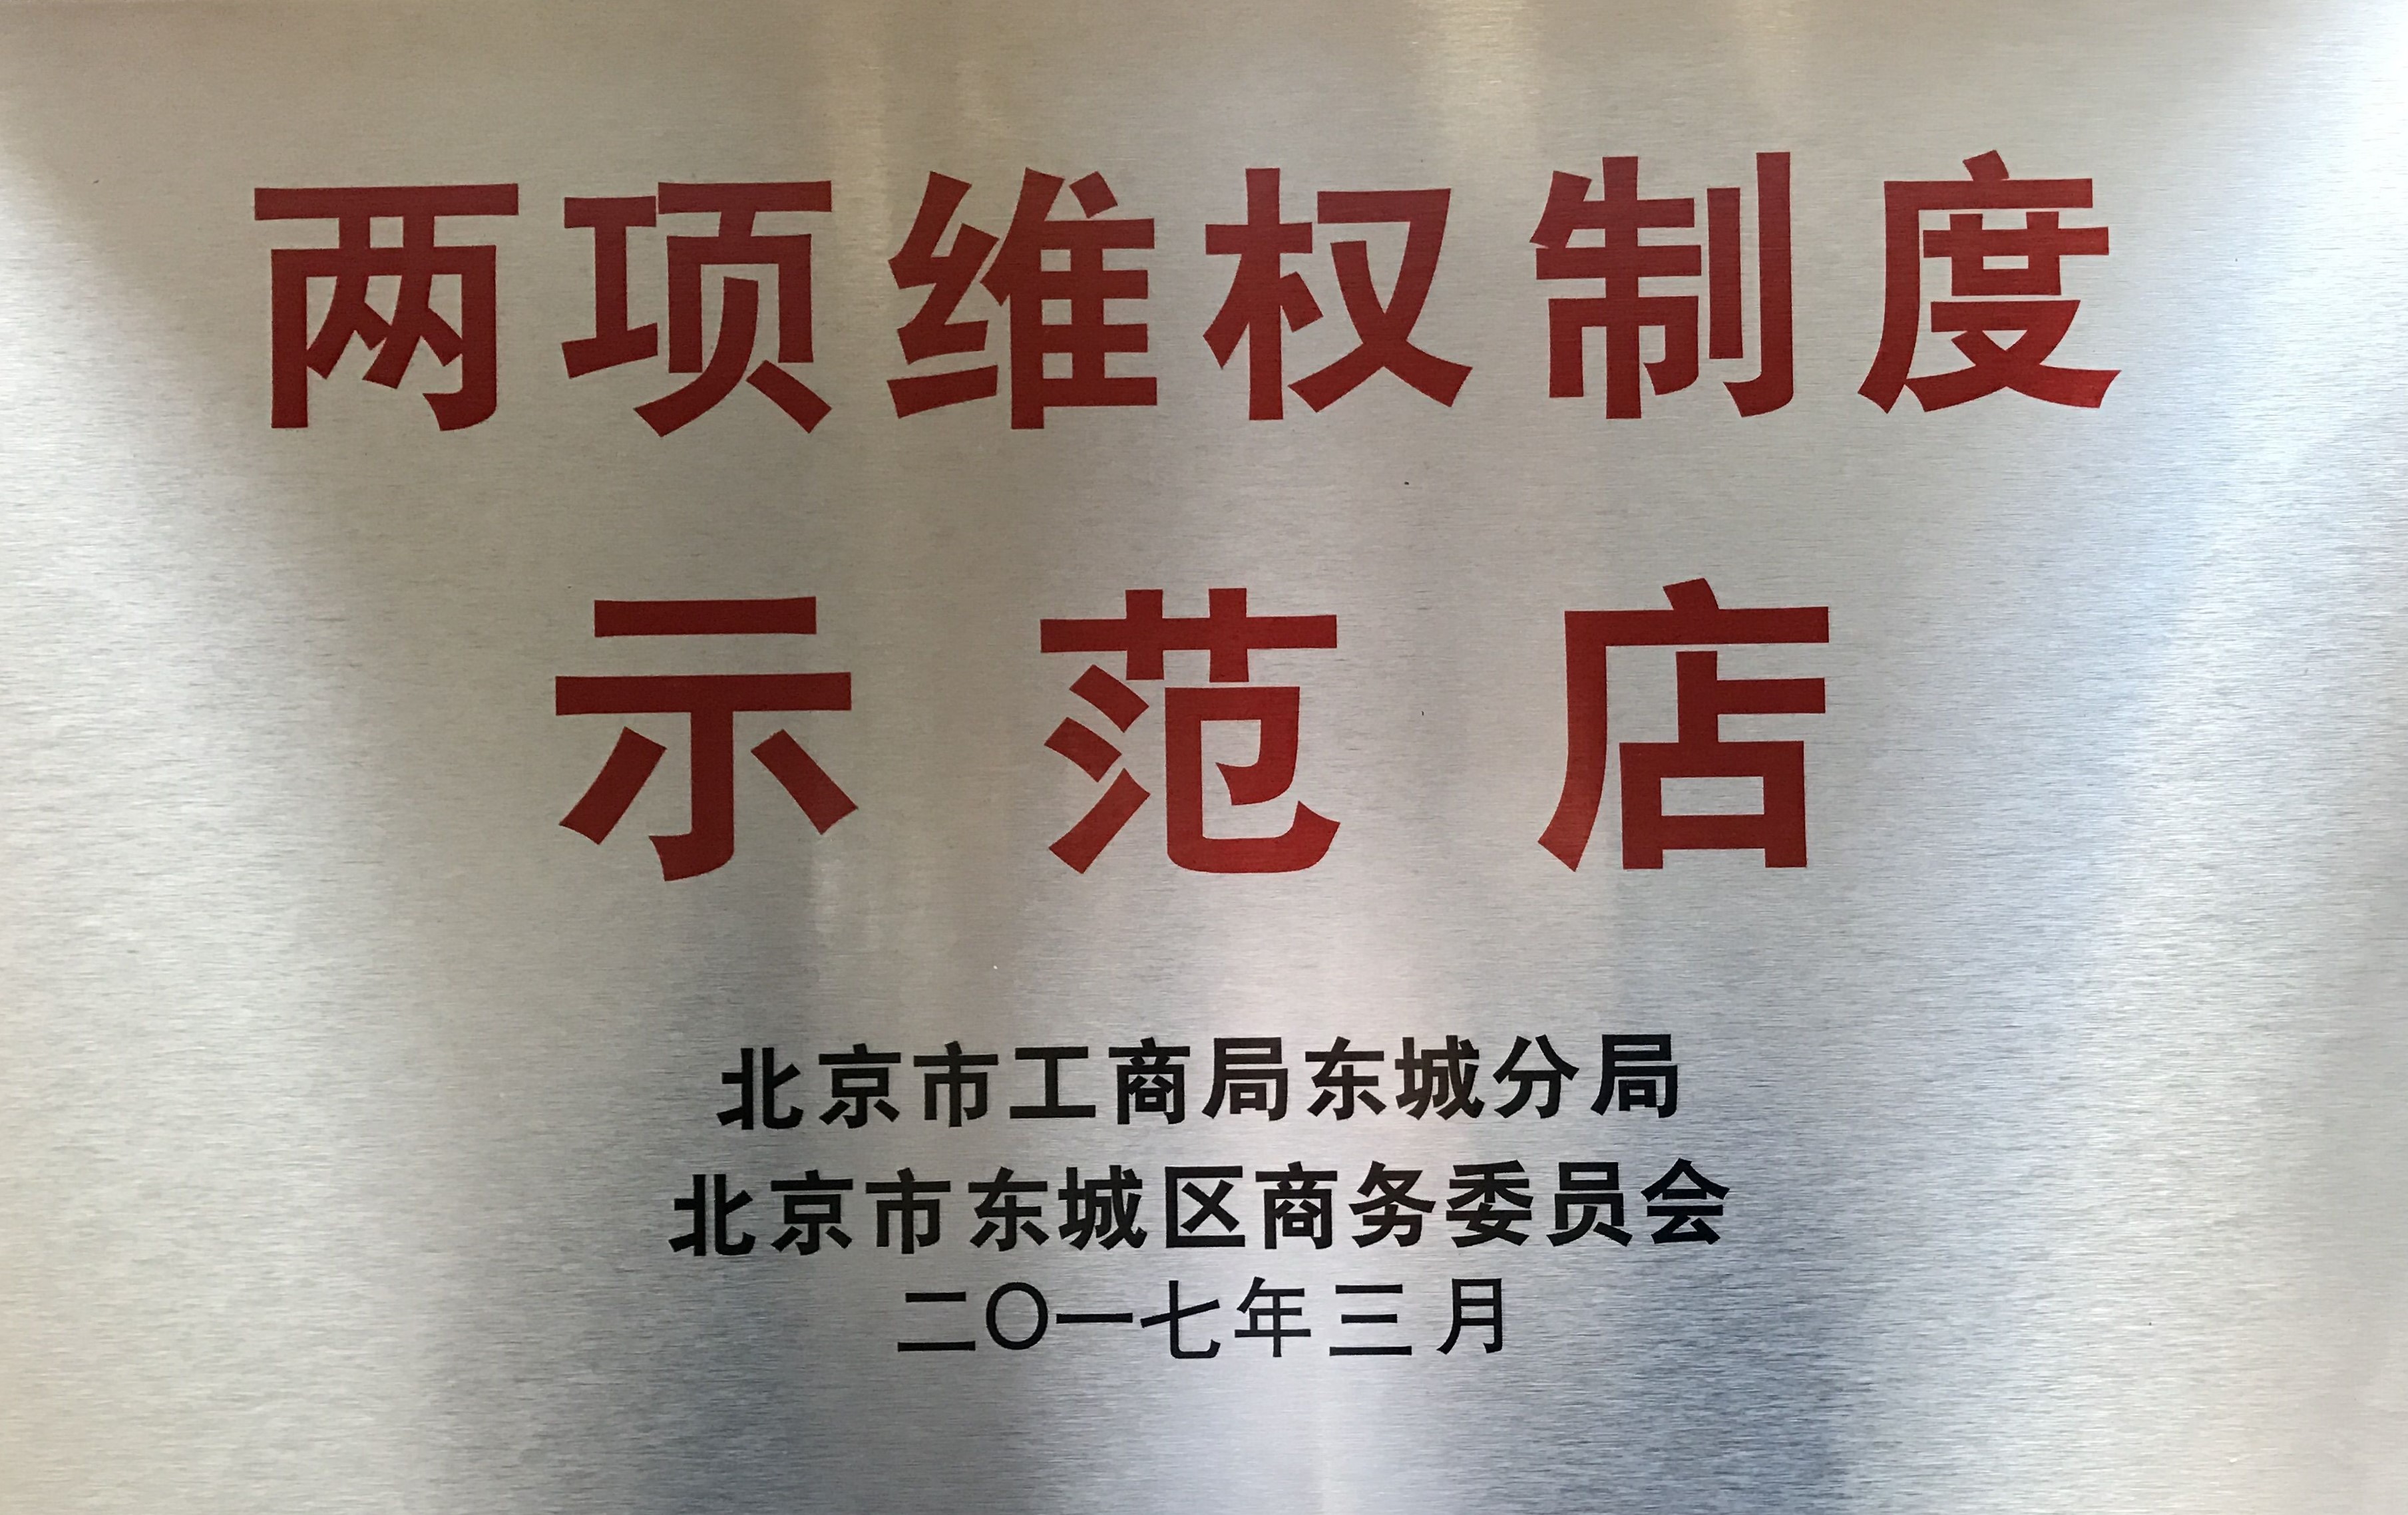 两项维权制度
示范店
北京市工商局东城分局
北京市东城区商务委员会
二〇一七年三月